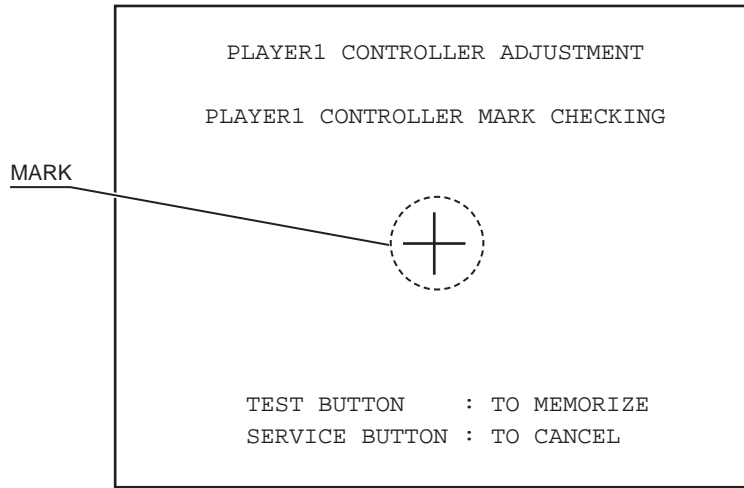 PLAYER1 CONTROLLER ADJUSTMENT
PLAYER1 CONTROLLER MARK CHECKING
MARK
TEST BUTTON : TO MEMORIZE
SERVICE BUTTON : TO CANCEL